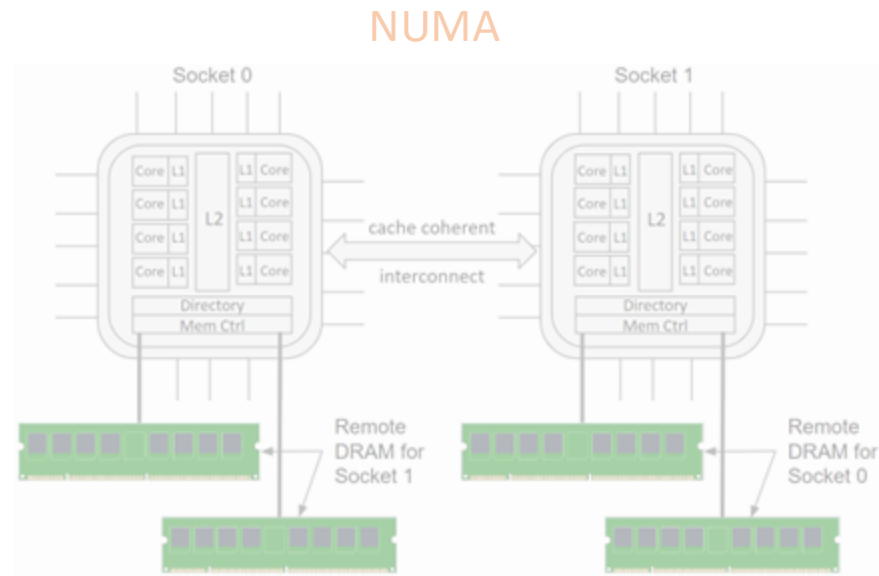 NUMA
Socket 0
Socket 1
Core L1
L1 Core
Core L1
L1 Core
Core L1
L1 Core
Core L1
L1 Core
L2
Directory
Mem Ctrl
cache coherent
interconnect
Core L1
L1 Core
Core L1
L1 Core
Core L1
L1 Core
Core L1
L1 Core
L2
Directory
Mem Ctrl
Remote
DRAM for
Socket 1
Remote
DRAM for
Socket 0